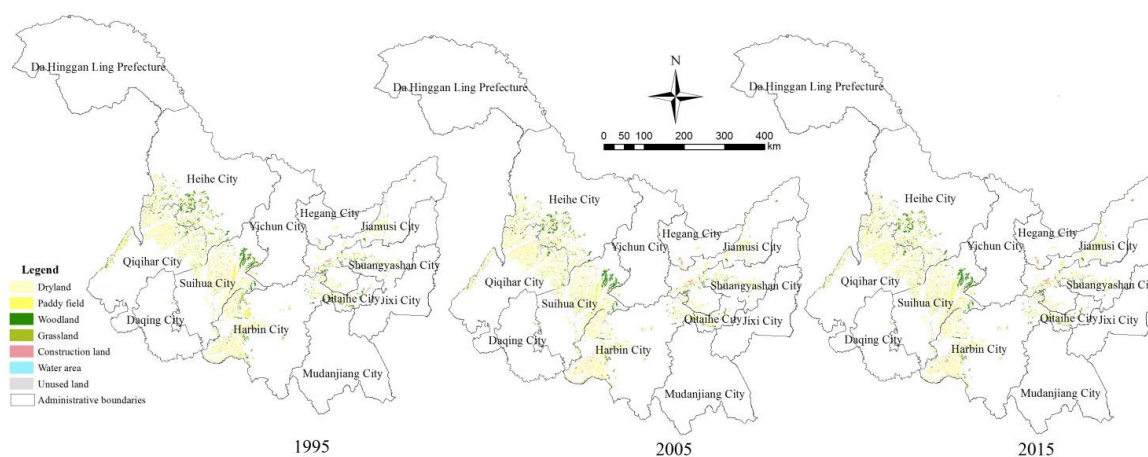 Da Hinggan Ling Prefecture
Heihe City
Hegang City
Yichun City
Jiamusi City
Qiqihar City
Suihua City
Shuangyashan City
Qitaihe City
Jixi City
Daqing City
Harbin City
Mudanjiang City
Legend
Dryland
Paddy field
Woodland
Grassland
Construction land
Water area
Unused land
Administrative boundaries
1995
Da Hinggan Ling Prefecture
Heihe City
Hegang City
Yichun City
Jiamusi City
Qiqihar City
Suihua City
Shuangyashan City
Qitaihe City
Jixi City
Daqing City
Harbin City
Mudanjiang City
2005
N
0 50 100 200 300 400
km
Da Hinggan Ling Prefecture
Heihe City
Hegang City
Yichun City
Jiamusi City
Qiqihar City
Suihua City
Shuangyashan Ci
Qitaihe City
Jixi City
Daqing City
Harbin City
Mudanjiang City
2015